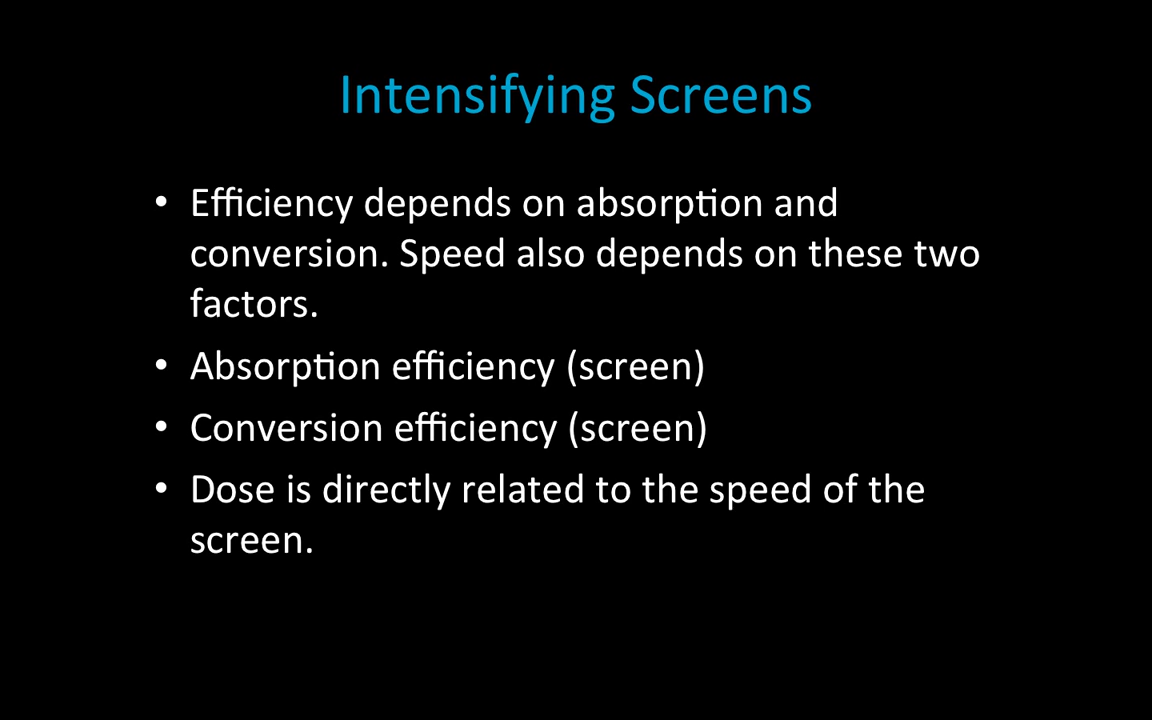 Intensifying Screens
• Efficiency depends on absorption and
conversion. Speed also depends on these two
factors.
• Absorption efficiency (screen)
• Conversion efficiency (screen)
• Dose is directly related to the speed of the
screen.